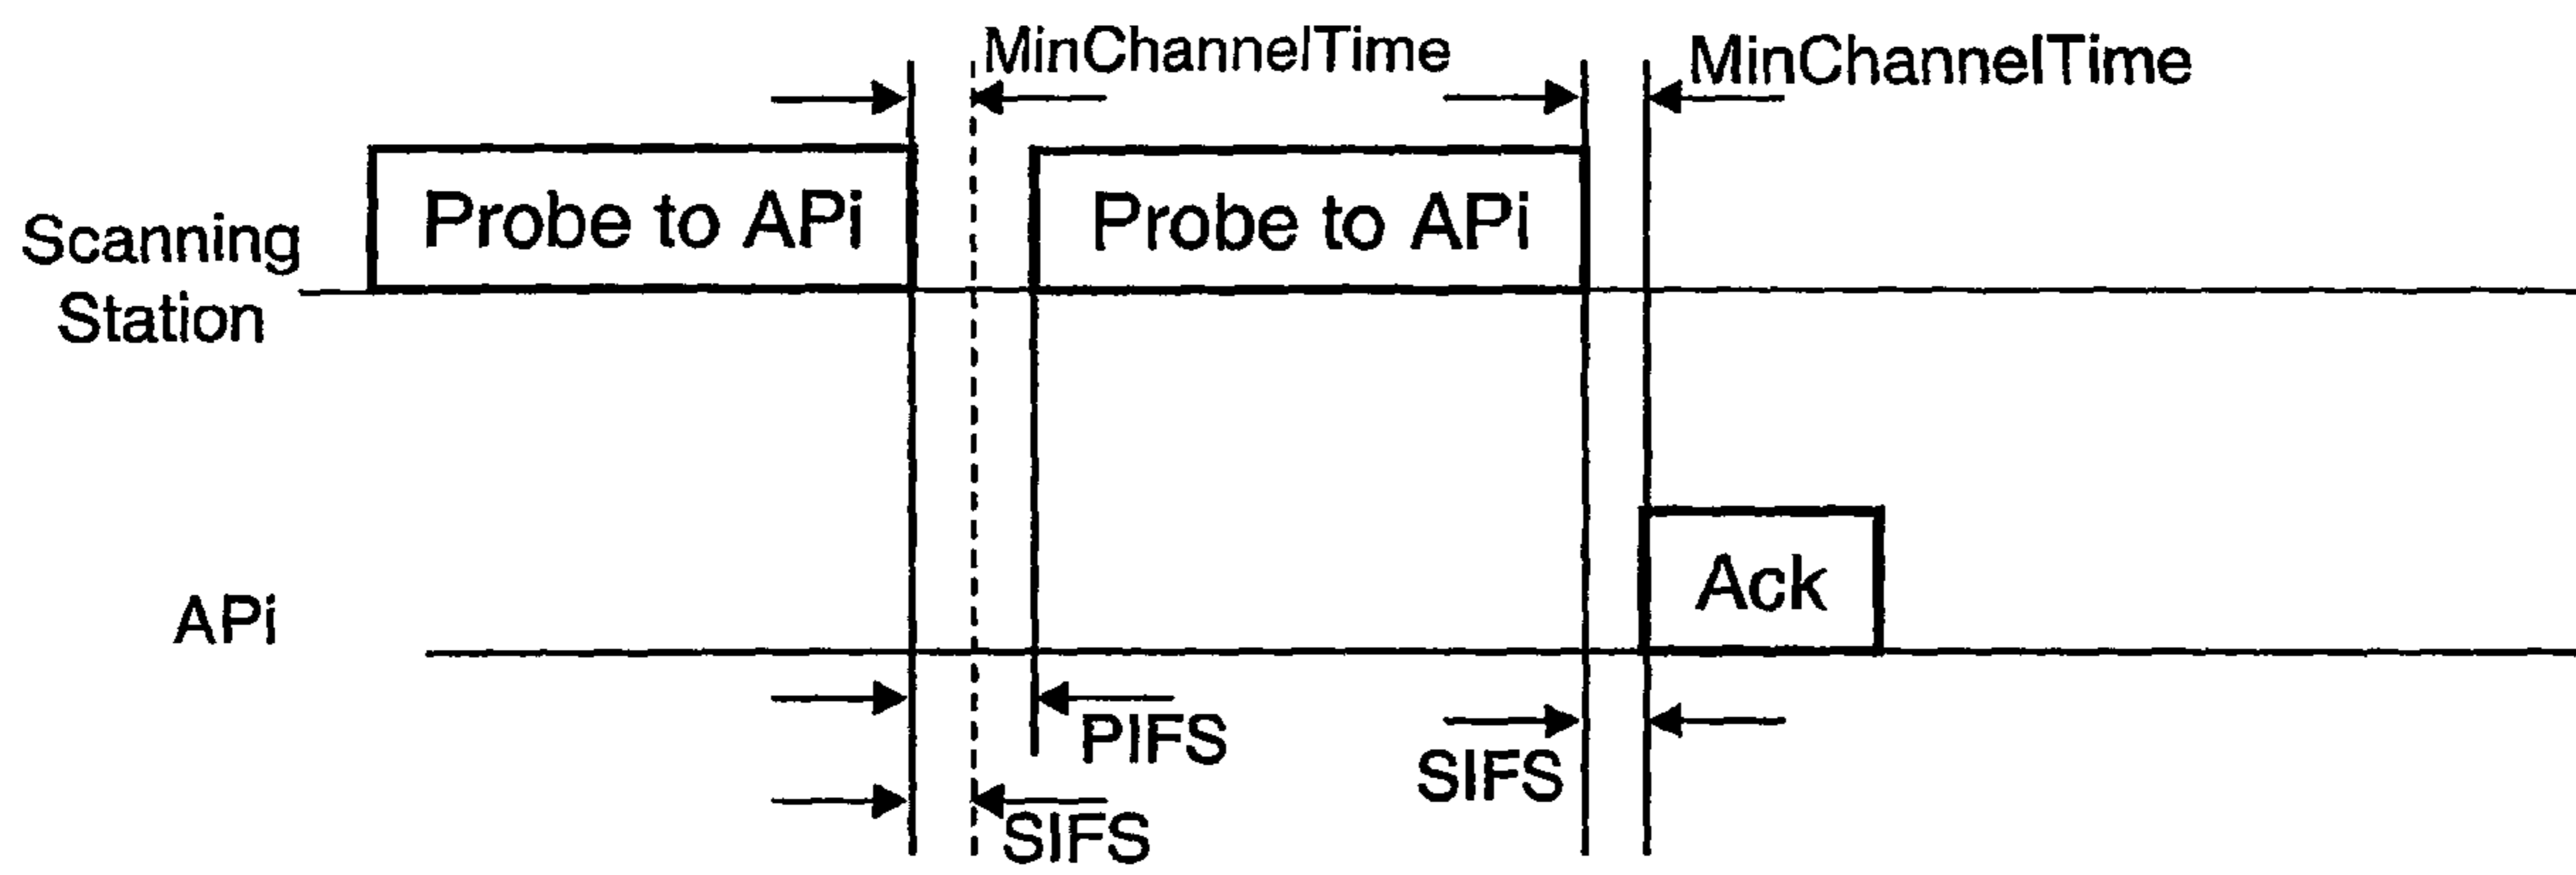 MinChannelTime
MinChannelTime
Probe to APi
Probe to APi
Scanning
Station
Ack
APi
PIFS
SIFS
SIFS